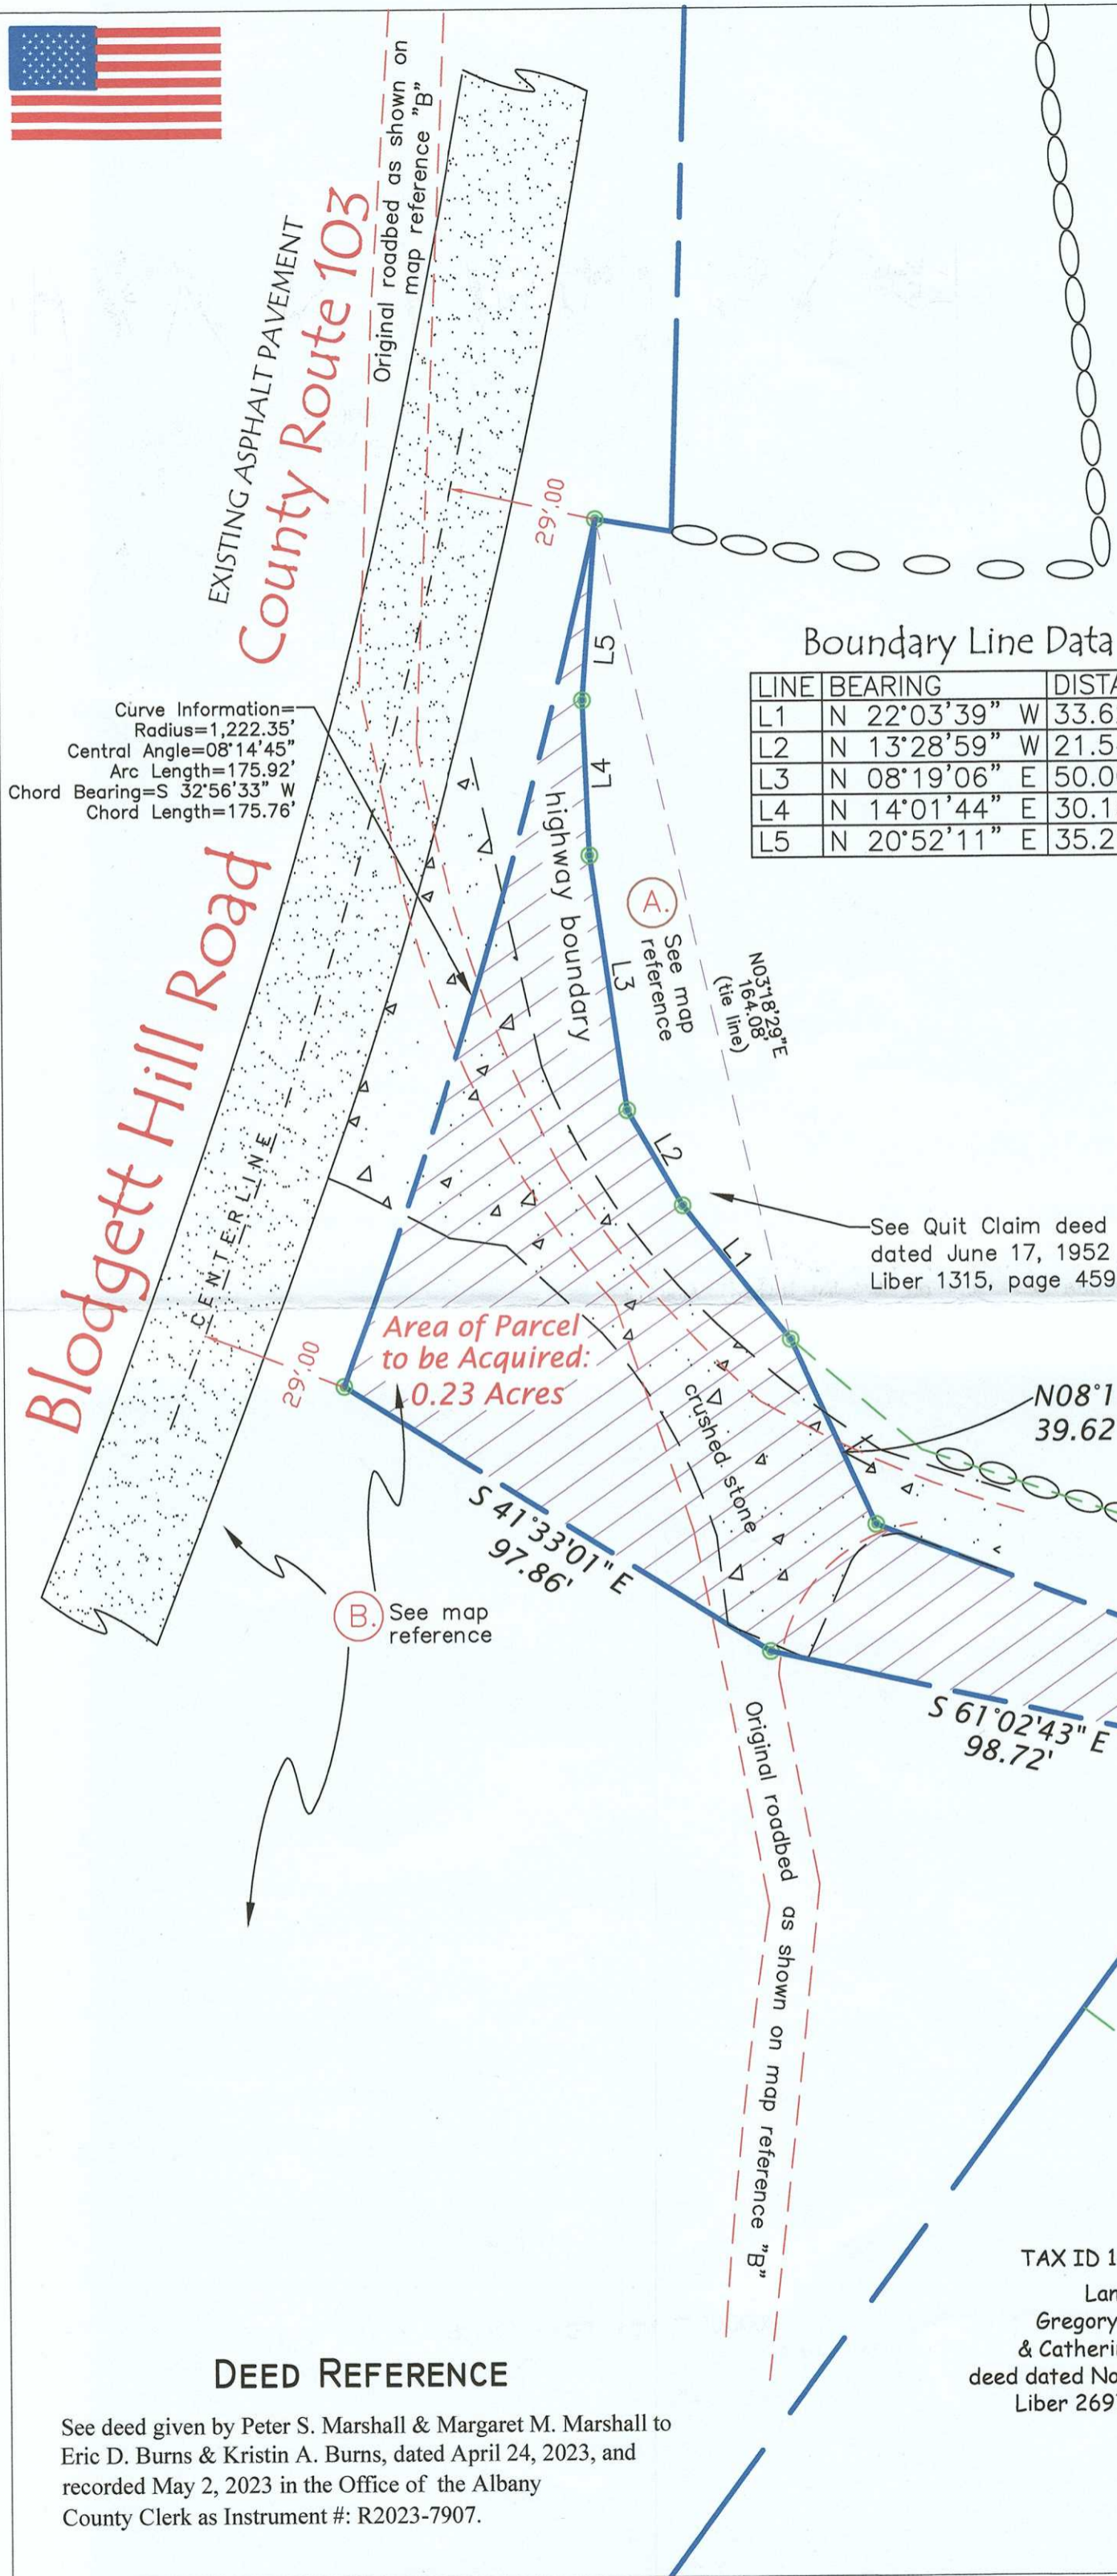 Original roadbed as shown on
map reference "B"
EXISTING ASPHALT PAVEMENT
County Route 103
29'.00
Boundary Line Data
LINE BEARING DISTA
L1 N 22°03'39" W 33.6
L2 N 13°28'59" W 21.5
L3 N 08°19'06" E 50.0
L4 N 14°01'44" E 30.1
L5 N 20°52'11" E 35.2
L5
Curve Information=
Radius=1,222.35'
Central Angle=08°14'45"
Arc Length=175.92'
Chord Bearing=S 32°56'33" W
Chord Length=175.76'
L4
highway boundary
A.
See map
reference
L3
N03°18'29"E
164.08'
(tie line)
Blodgett Hill Road
CENTERLINE
L2
L1
See Quit Claim deed
dated June 17, 1952
Liber 1315, page 459
29'.00
Area of Parcel
to be Acquired:
0.23 Acres
crushed stone
N08°1
39.62
S 41°33'01" E
97.86'
B.
See map
reference
S 61°02'43" E
98.72'
Original roadbed as shown on map reference "B"
TAX ID 1
Lan
Gregory
& Catheri
deed dated No
Liber 269
DEED REFERENCE
See deed given by Peter S. Marshall & Margaret M. Marshall to
Eric D. Burns & Kristin A. Burns, dated April 24, 2023, and
recorded May 2, 2023 in the Office of the Albany
County Clerk as Instrument #: R2023-7907.